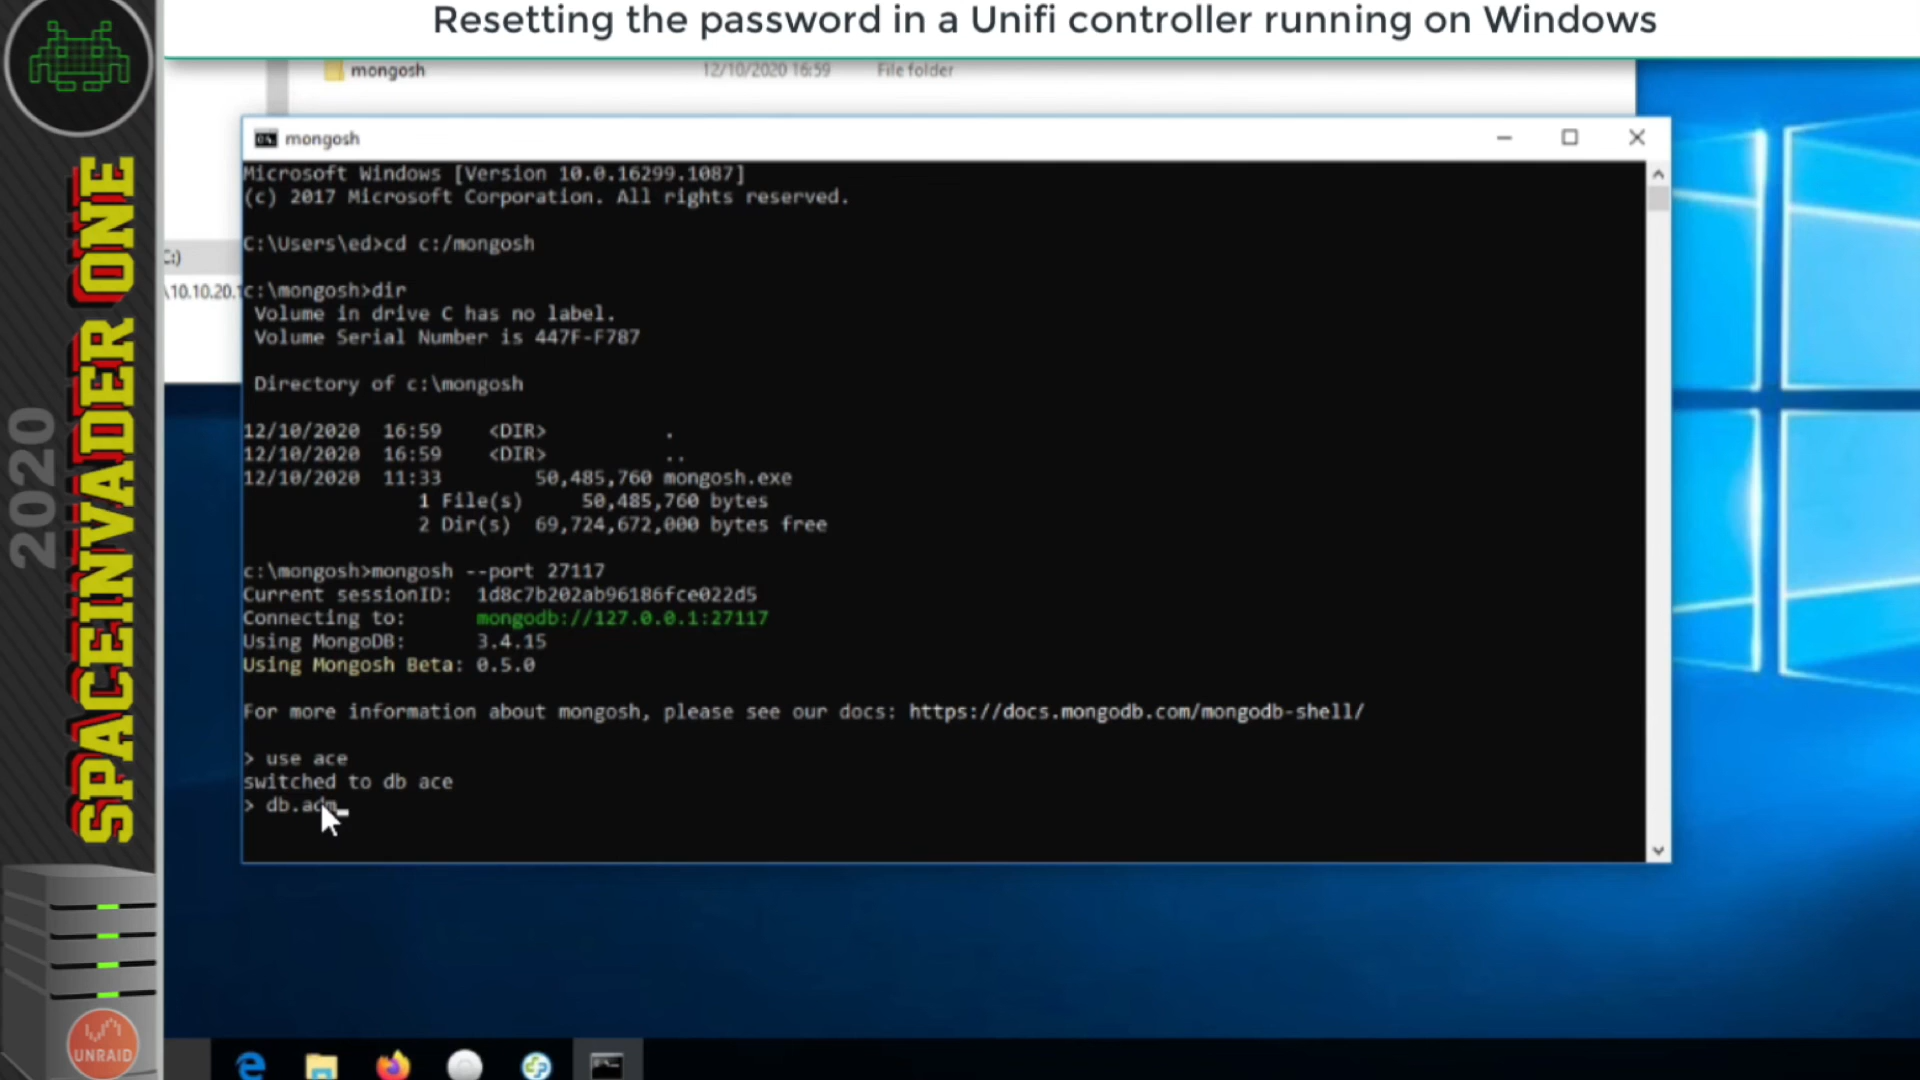 Resetting the password in a Unifi controller running on Windows
mongosh 12/10/2020 16:59 File folder
mongosh
Microsoft Windows [Version 10.0.16299.1087]
(c) 2017 Microsoft Corporation. All rights reserved.
C:\Users\ed>cd c:/mongosh
c:\mongosh>dir
Volume in drive C has no label.
Volume Serial Number is 447F-F787
Directory of c:\mongosh
12/10/2020 16:59 <DIR> .
12/10/2020 16:59 <DIR> ..
12/10/2020 11:33 50,485,760 mongosh.exe
1 File(s) 50,485,760 bytes
2 Dir(s) 69,724,672,000 bytes free
c:\mongosh>mongosh --port 27117
Current sessionID: 1d8c7b202ab96186fce022d5
Connecting to: mongodb://127.0.0.1:27117
Using MongoDB: 3.4.15
Using Mongosh Beta: 0.5.0
For more information about mongosh, please see our docs: https://docs.mongodb.com/mongodb-shell/
> use ace
switched to db ace
> db.adm
C:)
\10.10.20.1
2020
SPACEINVADER ONE
UNRAID